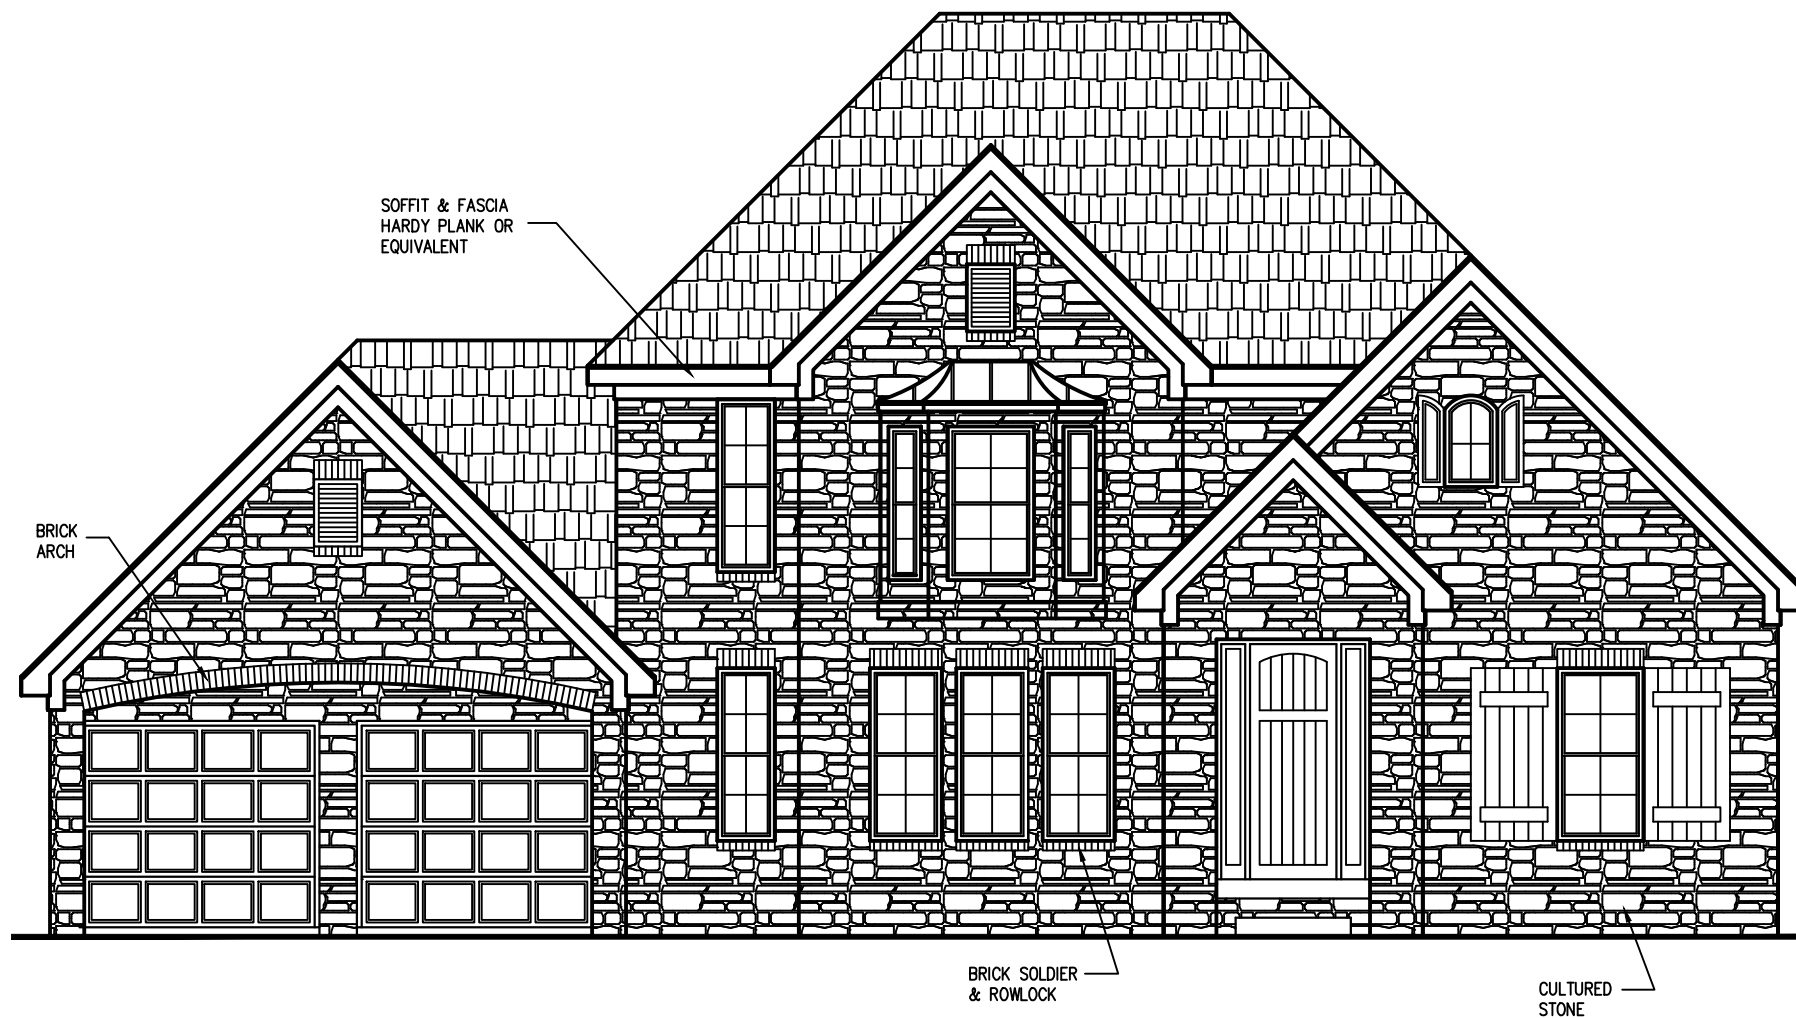 SOFFIT & FASCIA
HARDY PLANK OR
EQUIVALENT
BRICK
ARCH
BRICK SOLDIER
& ROWLOCK
CULTURED
STONE